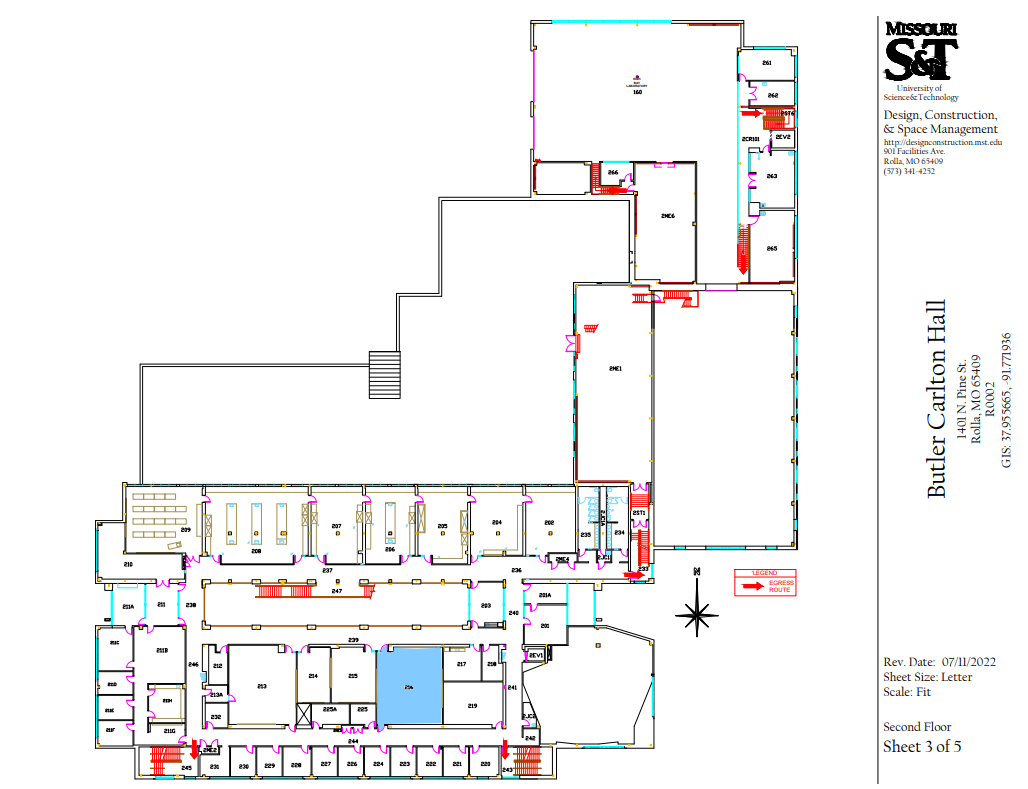 MISSOURI
S&T
University of
Science&Technology
Design, Construction,
& Space Management
http://designconstruction.mst.edu
901 Facilities Ave.
Rolla, MO 65409
(573) 341-4252
Butler Carlton Hall
1401 N. Pine St.
Rolla, MO 65409
R0002
GIS: 37.955665, -91.771936
LEGEND
EGRESS
ROUTE
N
Rev. Date: 07/11/2022
Sheet Size: Letter
Scale: Fit
Second Floor
Sheet 3 of 5
261
262
LABORATORY
160
2CR101
2EV2
266
263
2ME6
265
2ME1
209
208
207
206
205
204
202
235
234
2ST1
233
210
237
236
2ME4
247
211A
211
238
203
240
201A
201
239
211C
211B
246
212
213
214
215
214
217
218
2EV1
211D
213A
241
211E
211H
232
225A
225
219
211F
211G
244
242
2ME2
245
231
230
229
228
227
226
224
223
222
221
220
243